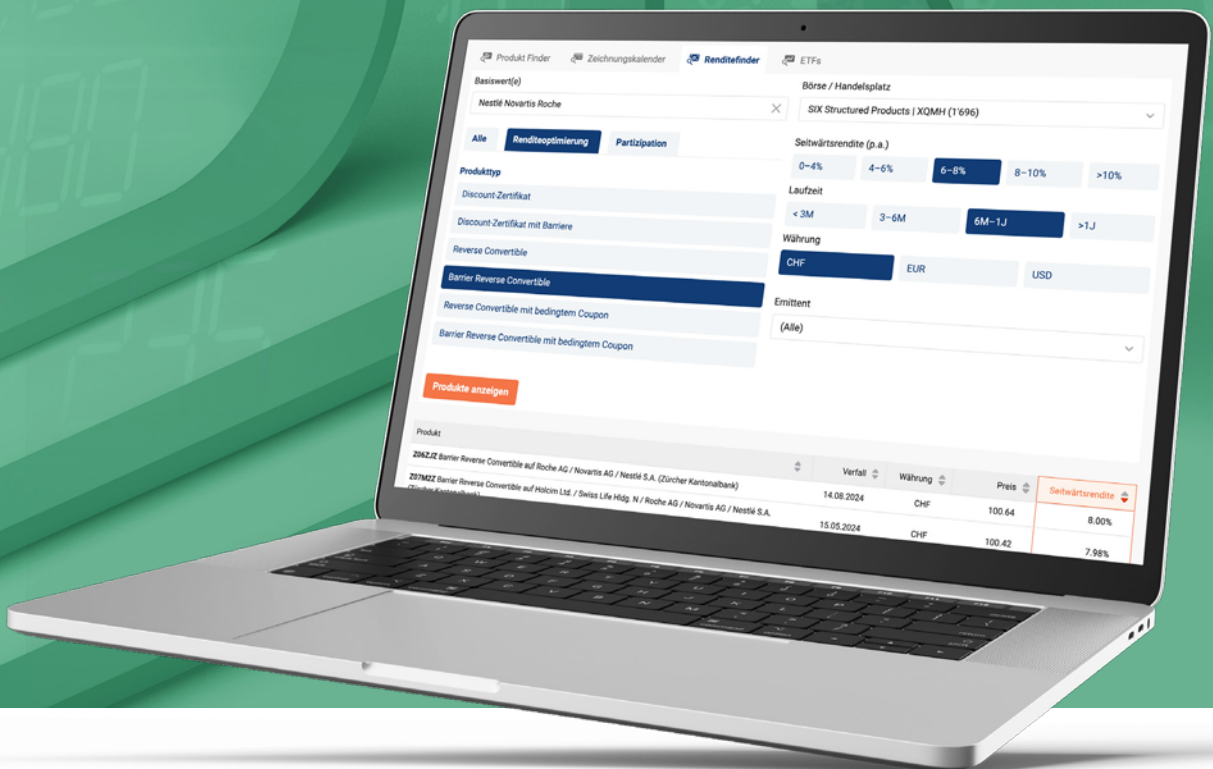 Produkt Finder Zeichnungskalender Renditefinder ETFs
Basiswert(e)
Nestlé Novartis Roche
Börse / Handelsplatz
SIX Structured Products | XQMH (1'696)
Alle Renditeoptimierung Partizipation
Produkttyp
Discount-Zertifikat
Discount-Zertifikat mit Barriere
Reverse Convertible
Barrier Reverse Convertible
Reverse Convertible mit bedingtem Coupon
Barrier Reverse Convertible mit bedingtem Coupon
Seitwärtsrendite (p.a.)
0–4% 4–6% 6–8% 8–10% >10%
Laufzeit
< 3M 3–6M 6M–1J >1J
Währung
CHF EUR USD
Emittent
(Alle)
Produkte anzeigen
Produkt Verfall Währung Preis Seitwärtsrendite
Z06ZJZ Barrier Reverse Convertible auf Roche AG / Novartis AG / Nestlé S.A. (Zürcher Kantonalbank) 14.08.2024 CHF 100.64 8.00%
Z07M2Z Barrier Reverse Convertible auf Holcim Ltd. / Swiss Life Hldg. N / Roche AG / Novartis AG / Nestlé S.A. 15.05.2024 CHF 100.42 7.98%
(Zürcher Kantonalbank)